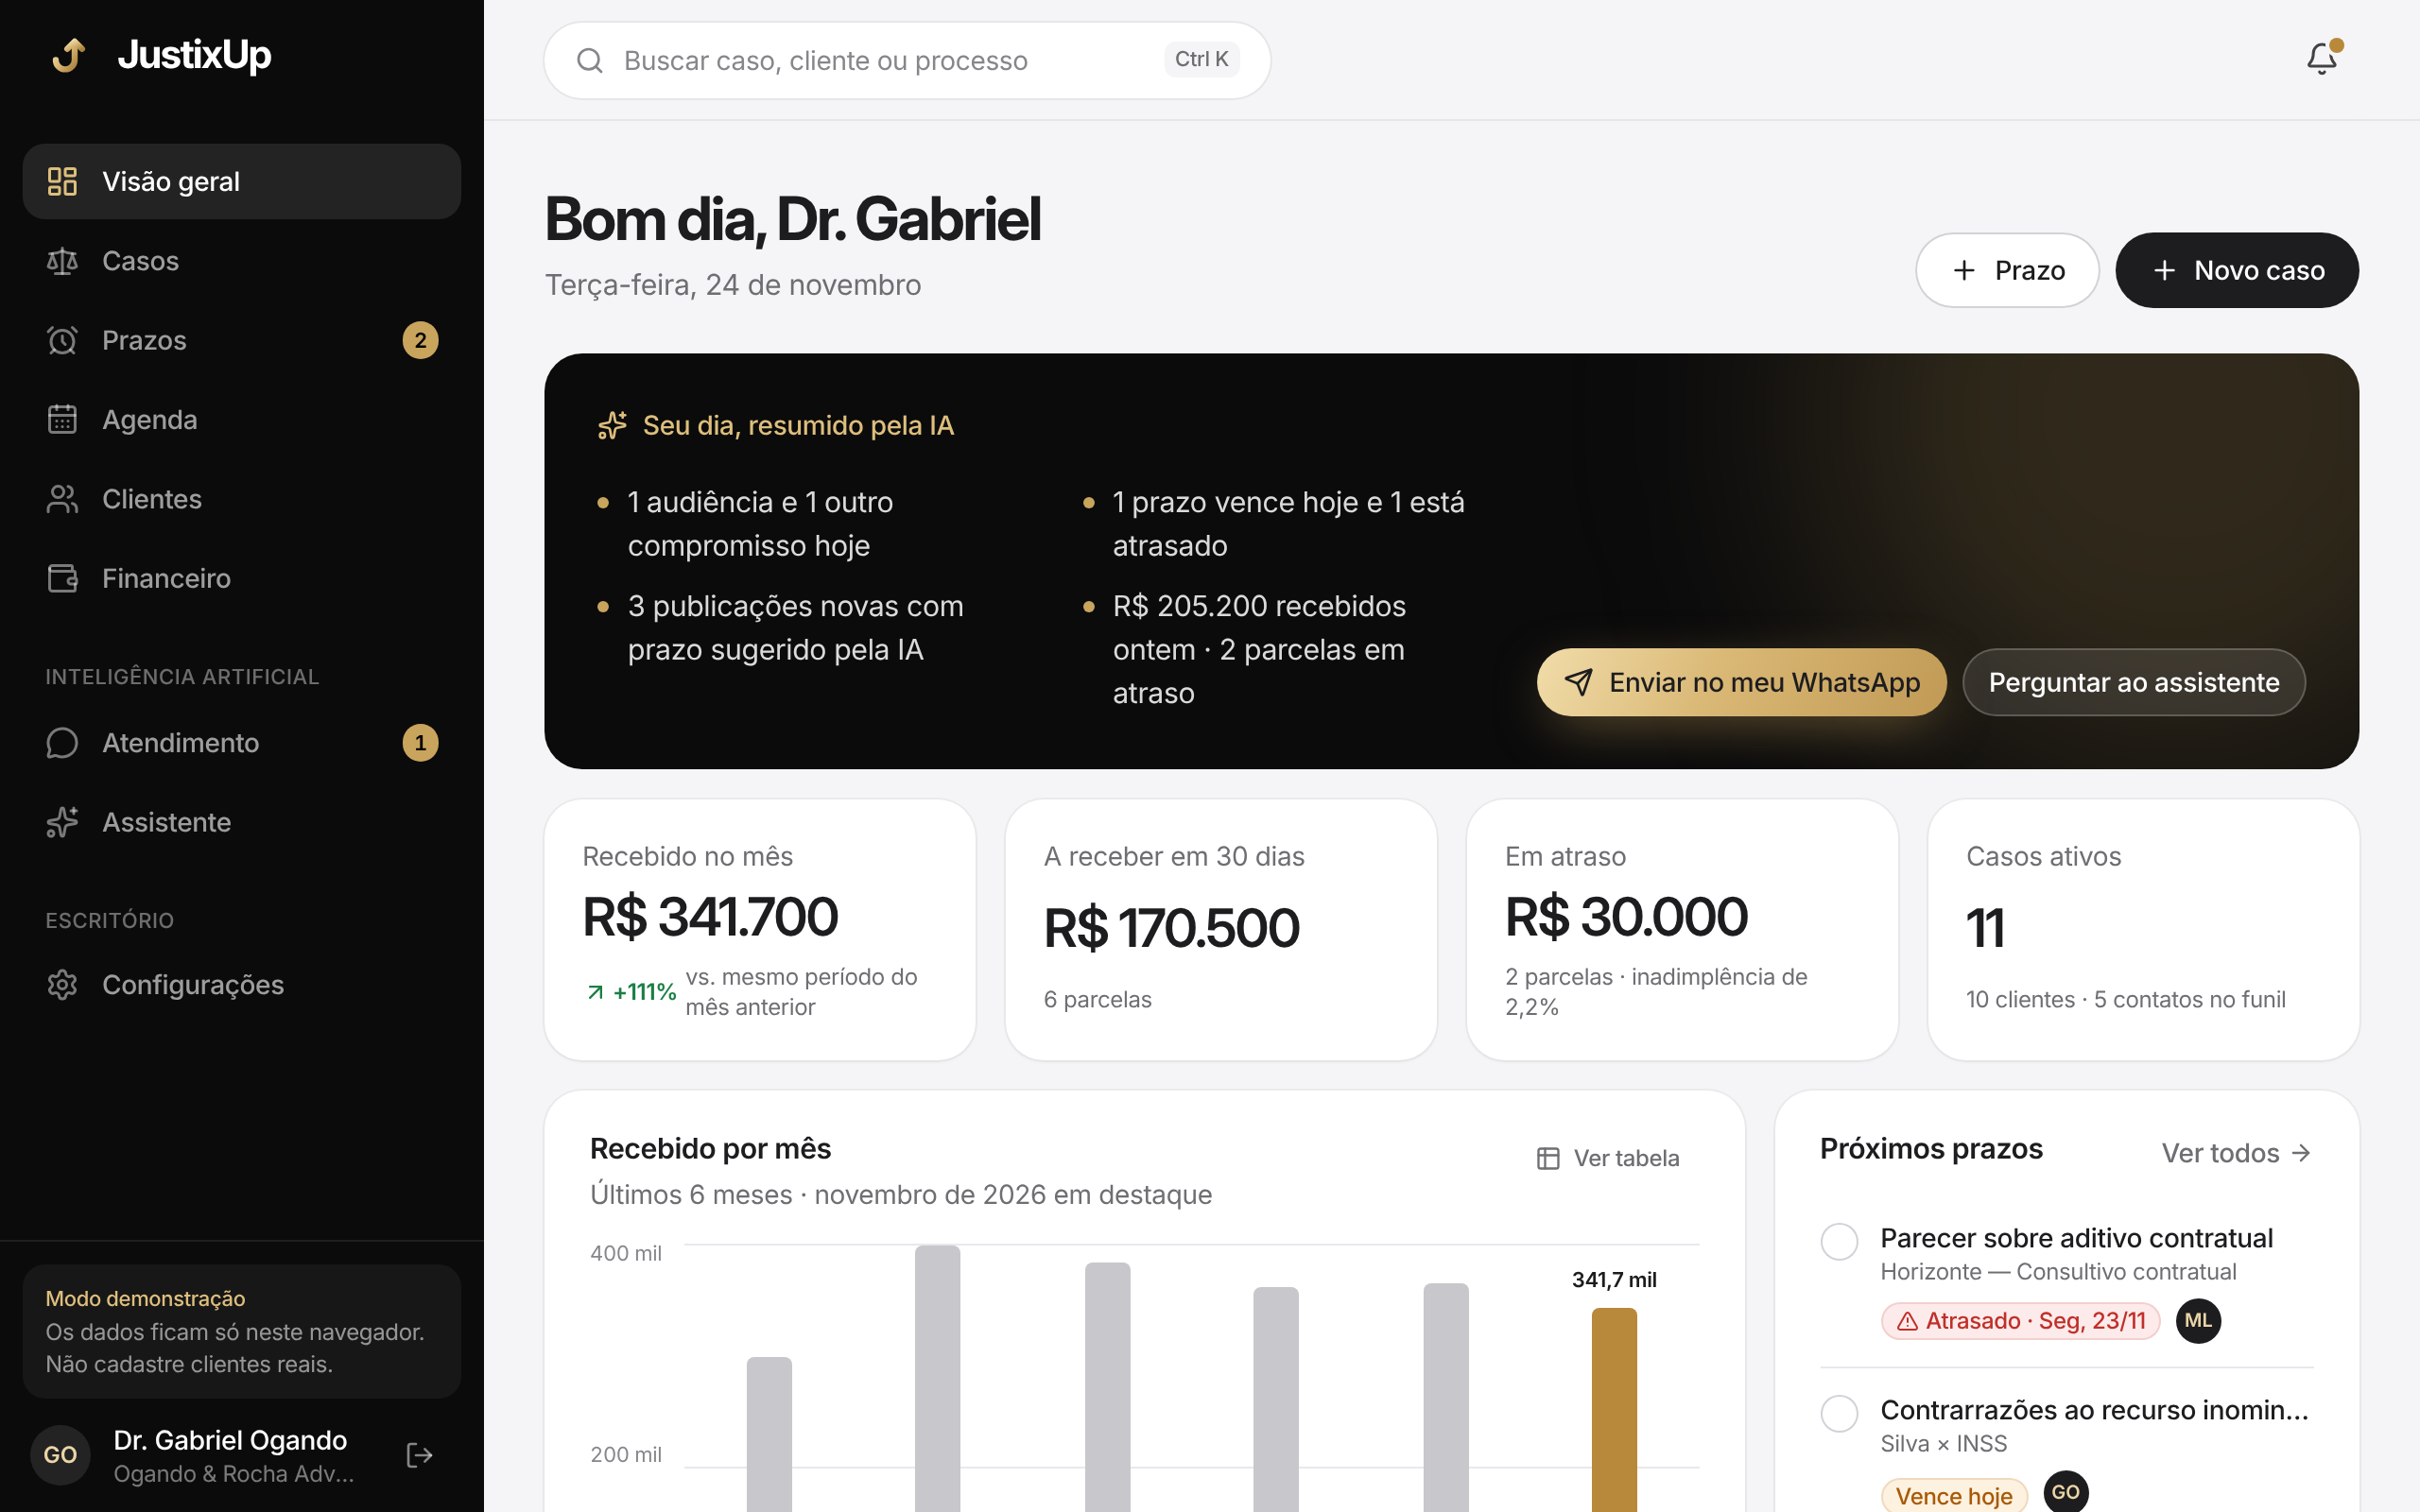 JustixUp
Buscar caso, cliente ou processo
Ctrl K
Visão geral
Casos
Prazos
2
Agenda
Clientes
Financeiro
INTELIGÊNCIA ARTIFICIAL
Atendimento
1
Assistente
ESCRITÓRIO
Configurações
Modo demonstração
Os dados ficam só neste navegador.
Não cadastre clientes reais.
GO
Dr. Gabriel Ogando
Ogando & Rocha Adv...
Bom dia, Dr. Gabriel
Terça-feira, 24 de novembro
Prazo
Novo caso
Seu dia, resumido pela IA
1 audiência e 1 outro
compromisso hoje
1 prazo vence hoje e 1 está
atrasado
3 publicações novas com
prazo sugerido pela IA
R$ 205.200 recebidos
ontem · 2 parcelas em
atraso
Enviar no meu WhatsApp
Perguntar ao assistente
Recebido no mês
R$ 341.700
+111%
vs. mesmo período do
mês anterior
A receber em 30 dias
R$ 170.500
6 parcelas
Em atraso
R$ 30.000
2 parcelas · inadimplência de
2,2%
Casos ativos
11
10 clientes · 5 contatos no funil
Recebido por mês
Últimos 6 meses · novembro de 2026 em destaque
Ver tabela
400 mil
341,7 mil
200 mil
Próximos prazos
Ver todos
Parecer sobre aditivo contratual
Horizonte — Consultivo contratual
Atrasado · Seg, 23/11
ML
Contrarrazões ao recurso inomin...
Silva × INSS
Vence hoje
GO